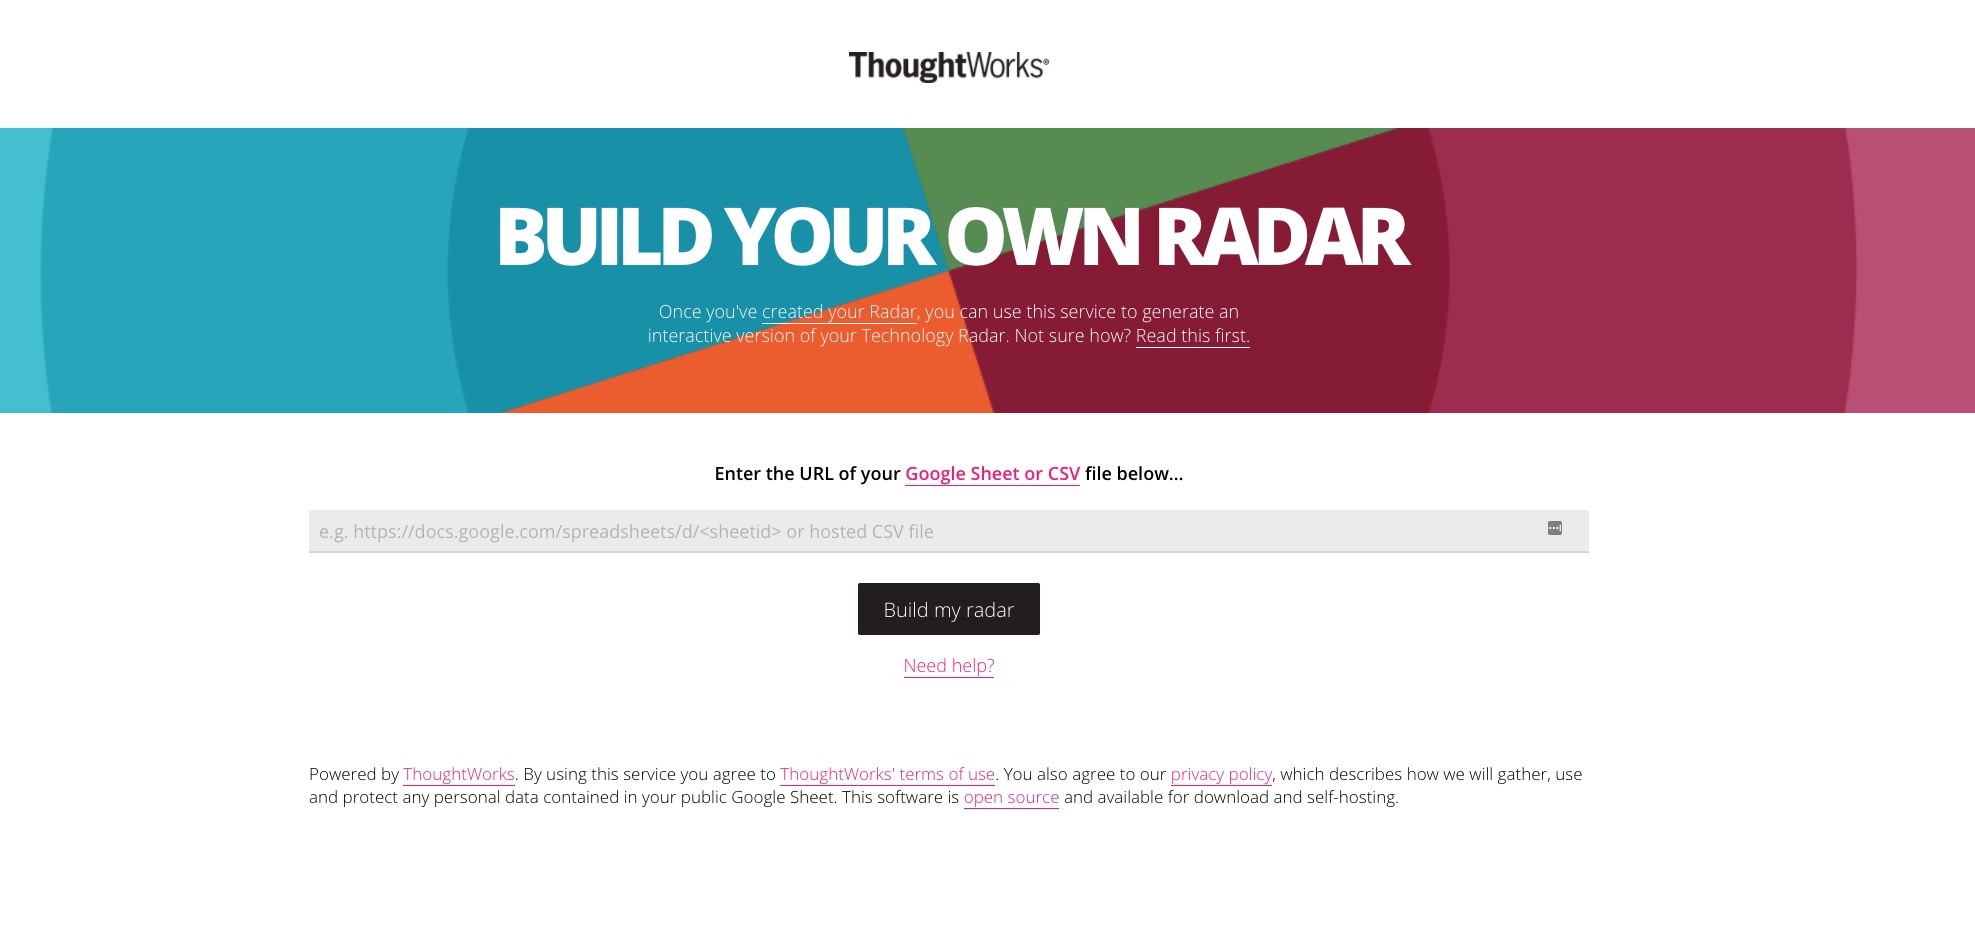 ThoughtWorks®
BUILD YOUR OWN RADAR
Once you've created your Radar, you can use this service to generate an
interactive version of your Technology Radar. Not sure how? Read this first.
Enter the URL of your Google Sheet or CSV file below...
e.g. https://docs.google.com/spreadsheets/d/<sheetid> or hosted CSV file
Build my radar
Need help?
Powered by ThoughtWorks. By using this service you agree to ThoughtWorks' terms of use. You also agree to our privacy policy, which describes how we will gather, use
and protect any personal data contained in your public Google Sheet. This software is open source and available for download and self-hosting.